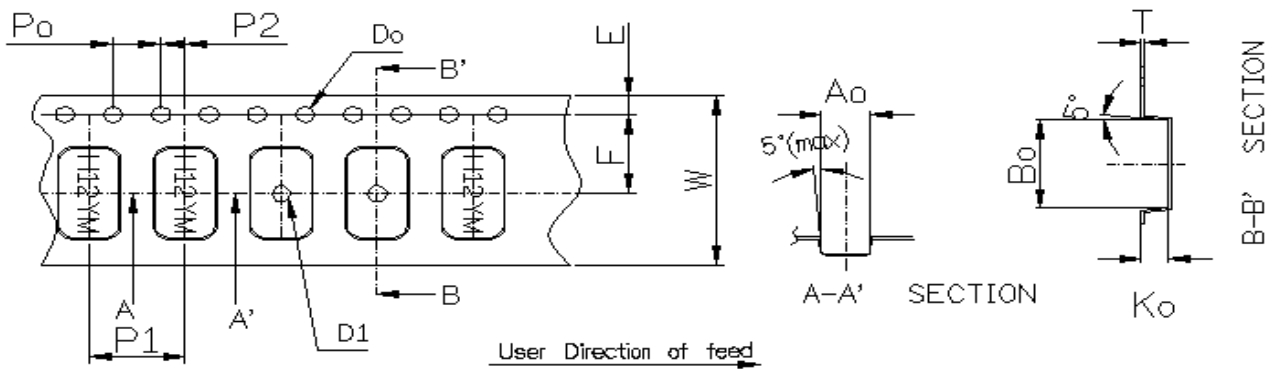 Po
P2
Do
E
T
B'
Ao
5°(max)
5°
F
W
Bo
B-B' SECTION
H12YM
H12YM
H12YM
A
A'
B
A-A' SECTION
Ko
P1
D1
User Direction of feed